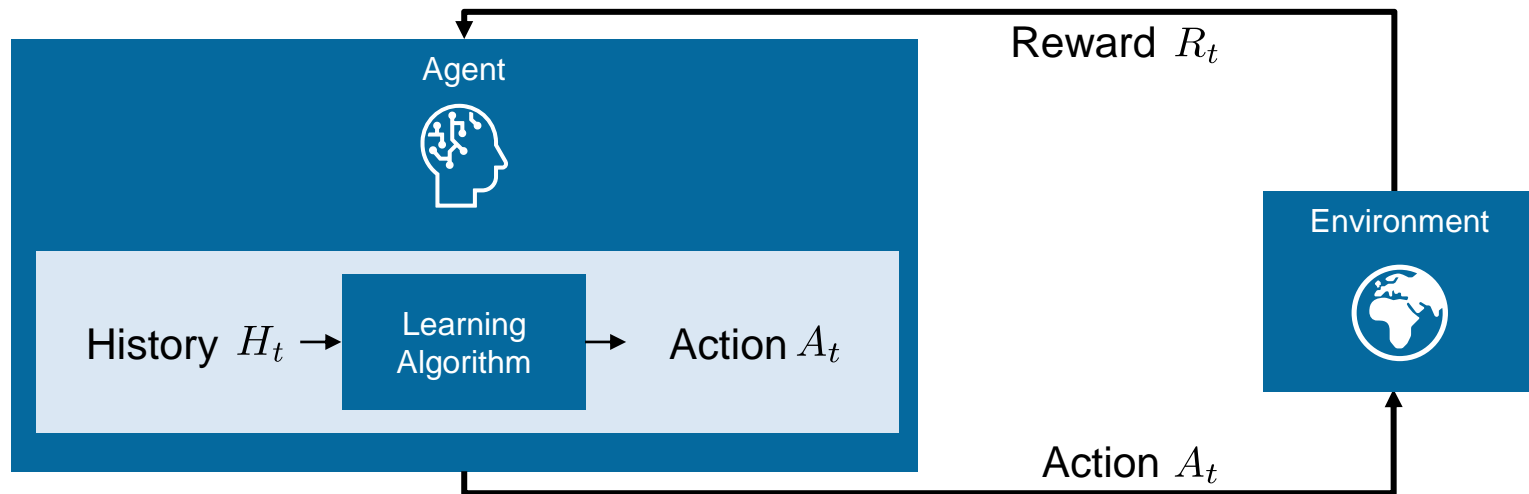 Reward $R_t$
Agent
Environment
History $H_t$
Learning
Algorithm
Action $A_t$
Action $A_t$